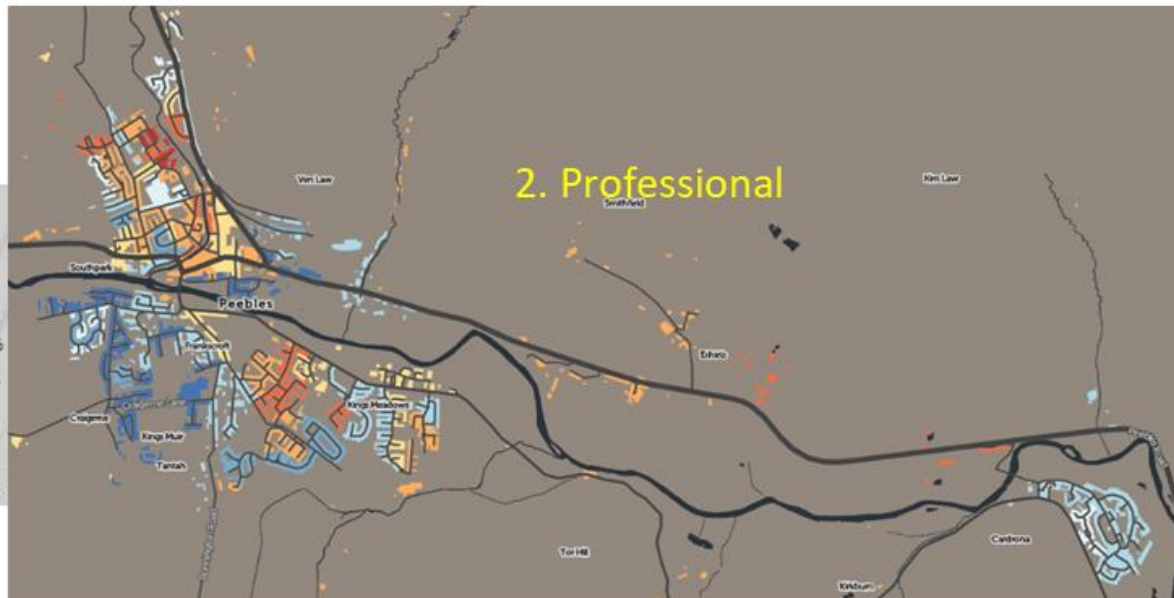 2. Professional
Ven Law
Smithfield
Kirn Law
Southpark
Peebles
Frankscroft
Eshiels
Kings Meadows
Craigerne
Kings Muir
Tantah
Tor Hill
Cardrona
Kirkburn